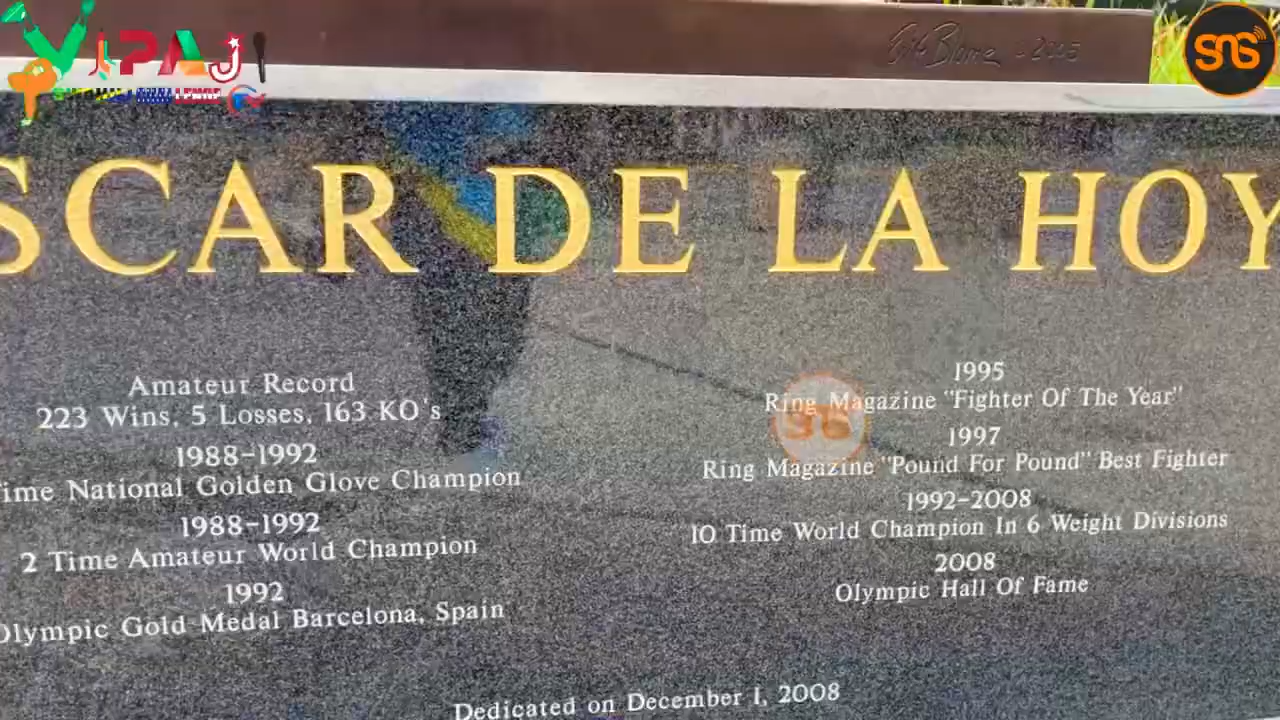 ViPAJ
SNG
SCAR DE LA HOY
Amateur Record
223 Wins, 5 Losses, 163 KO's
1988-1992
ime National Golden Glove Champion
1988-1992
2 Time Amateur World Champion
1992
Olympic Gold Medal Barcelona, Spain
1995
Ring Magazine "Fighter Of The Year"
1997
Ring Magazine "Pound For Pound" Best Fighter
1992-2008
10 Time World Champion In 6 Weight Divisions
2008
Olympic Hall Of Fame
Dedicated on December 1, 2008